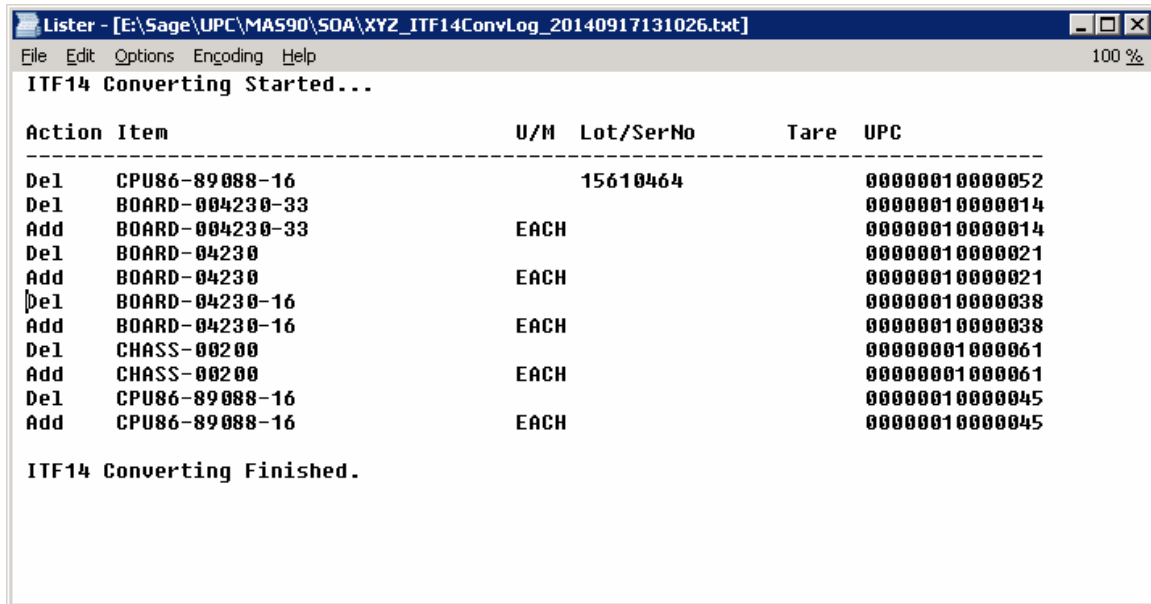 Lister - [E:\Sage\UPC\MAS90\SOA\XYZ_ITF14ConvLog_20140917131026.txt]
File Edit Options Encoding Help 100 %
ITF14 Converting Started...
Action Item U/M Lot/SerNo Tare UPC
--------------------------------------------------------------------------------
Del CPU86-89088-16 15610464 00000010000052
Del BOARD-004230-33 00000010000014
Add BOARD-004230-33 EACH 00000010000014
Del BOARD-04230 00000010000021
Add BOARD-04230 EACH 00000010000021
Del BOARD-04230-16 00000010000038
Add BOARD-04230-16 EACH 00000010000038
Del CHASS-00200 00000001000061
Add CHASS-00200 EACH 00000001000061
Del CPU86-89088-16 00000010000045
Add CPU86-89088-16 EACH 00000010000045
ITF14 Converting Finished.